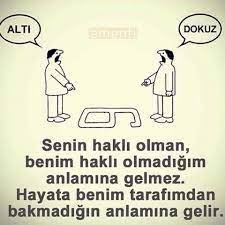 ALTI
DOKUZ
Senin haklı olman,
benim haklı olmadığım
anlamına gelmez.
Hayata benim tarafımdan
bakmadığın anlamına gelir.